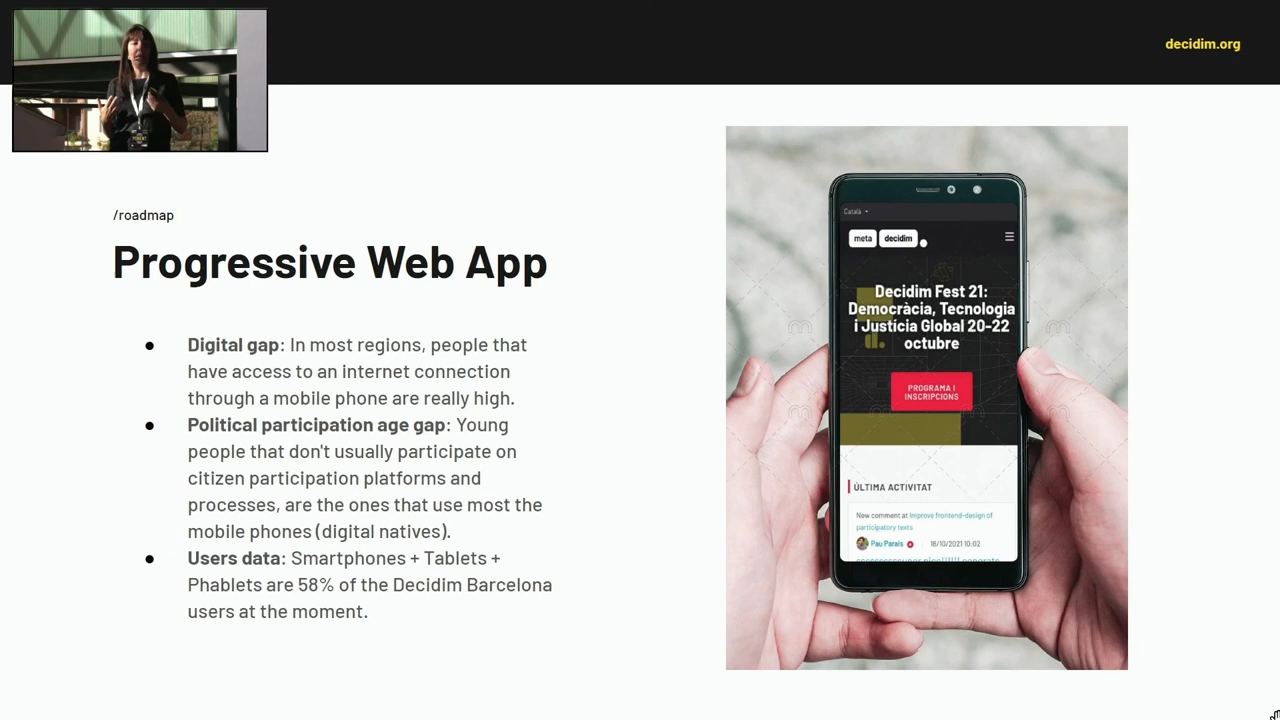 decidim.org
/roadmap
Progressive Web App
● Digital gap: In most regions, people that
have access to an internet connection
through a mobile phone are really high.
● Political participation age gap: Young
people that don't usually participate on
citizen participation platforms and
processes, are the ones that use most the
mobile phones (digital natives).
● Users data: Smartphones + Tablets +
Phablets are 58% of the Decidim Barcelona
users at the moment.
Català
meta decidim
Decidim Fest 21:
Democràcia, Tecnologia
i Justícia Global 20-22
octubre
d.
PROGRAMA I
INSCRIPCIONS
ÚLTIMA ACTIVITAT
New comment at Improve frontend-design of
participatory texts
Pau Parals 18/10/2021 10:02